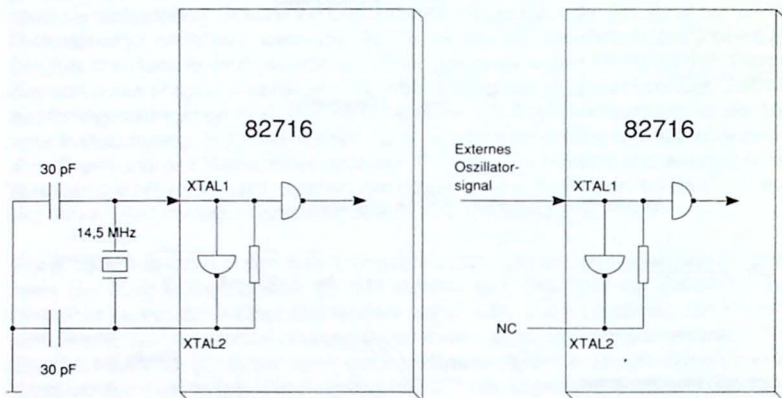 82716
30 pF
XTAL1
14,5 MHz
XTAL2
30 pF
82716
Externes
Oszillator-
signal
XTAL1
NC
XTAL2